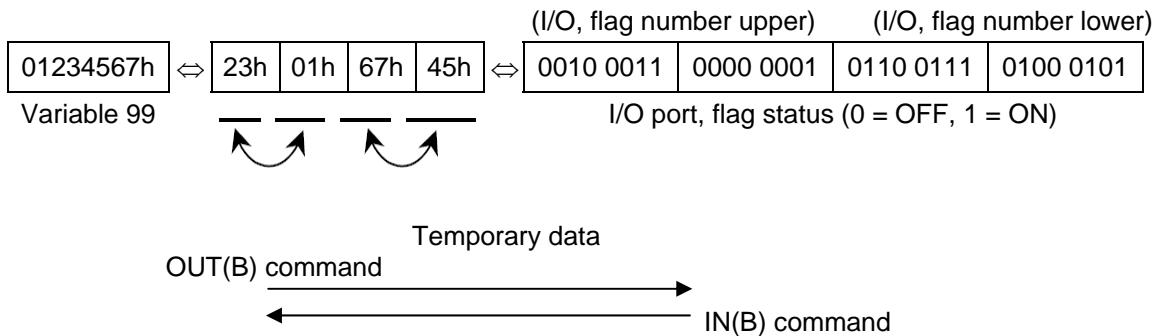 (I/O, flag number upper) (I/O, flag number lower)
01234567h ⇔ 23h 01h 67h 45h ⇔ 0010 0011 0000 0001 0110 0111 0100 0101
Variable 99 I/O port, flag status (0 = OFF, 1 = ON)
Temporary data
OUT(B) command
IN(B) command